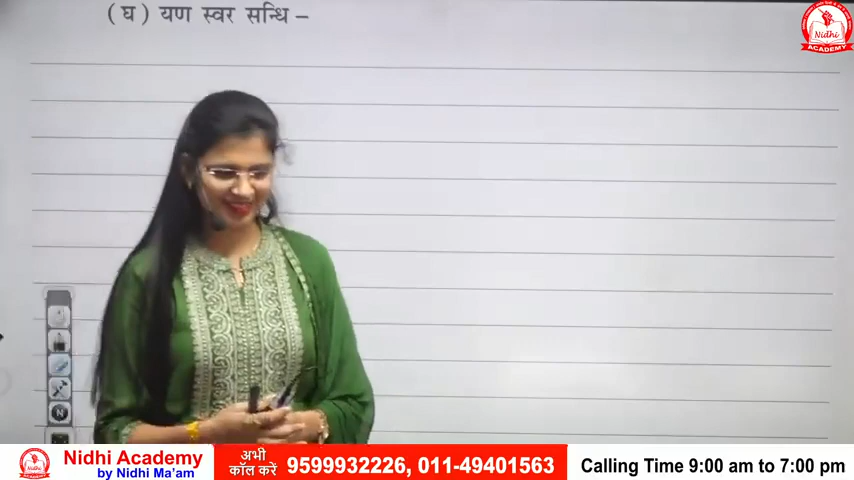 ( घ ) यण स्वर सन्धि –
Nidhi
ACADEMY
Nidhi Academy
by Nidhi Ma'am
अभी
कॉल करें
9599932226, 011-49401563
Calling Time 9:00 am to 7:00 pm